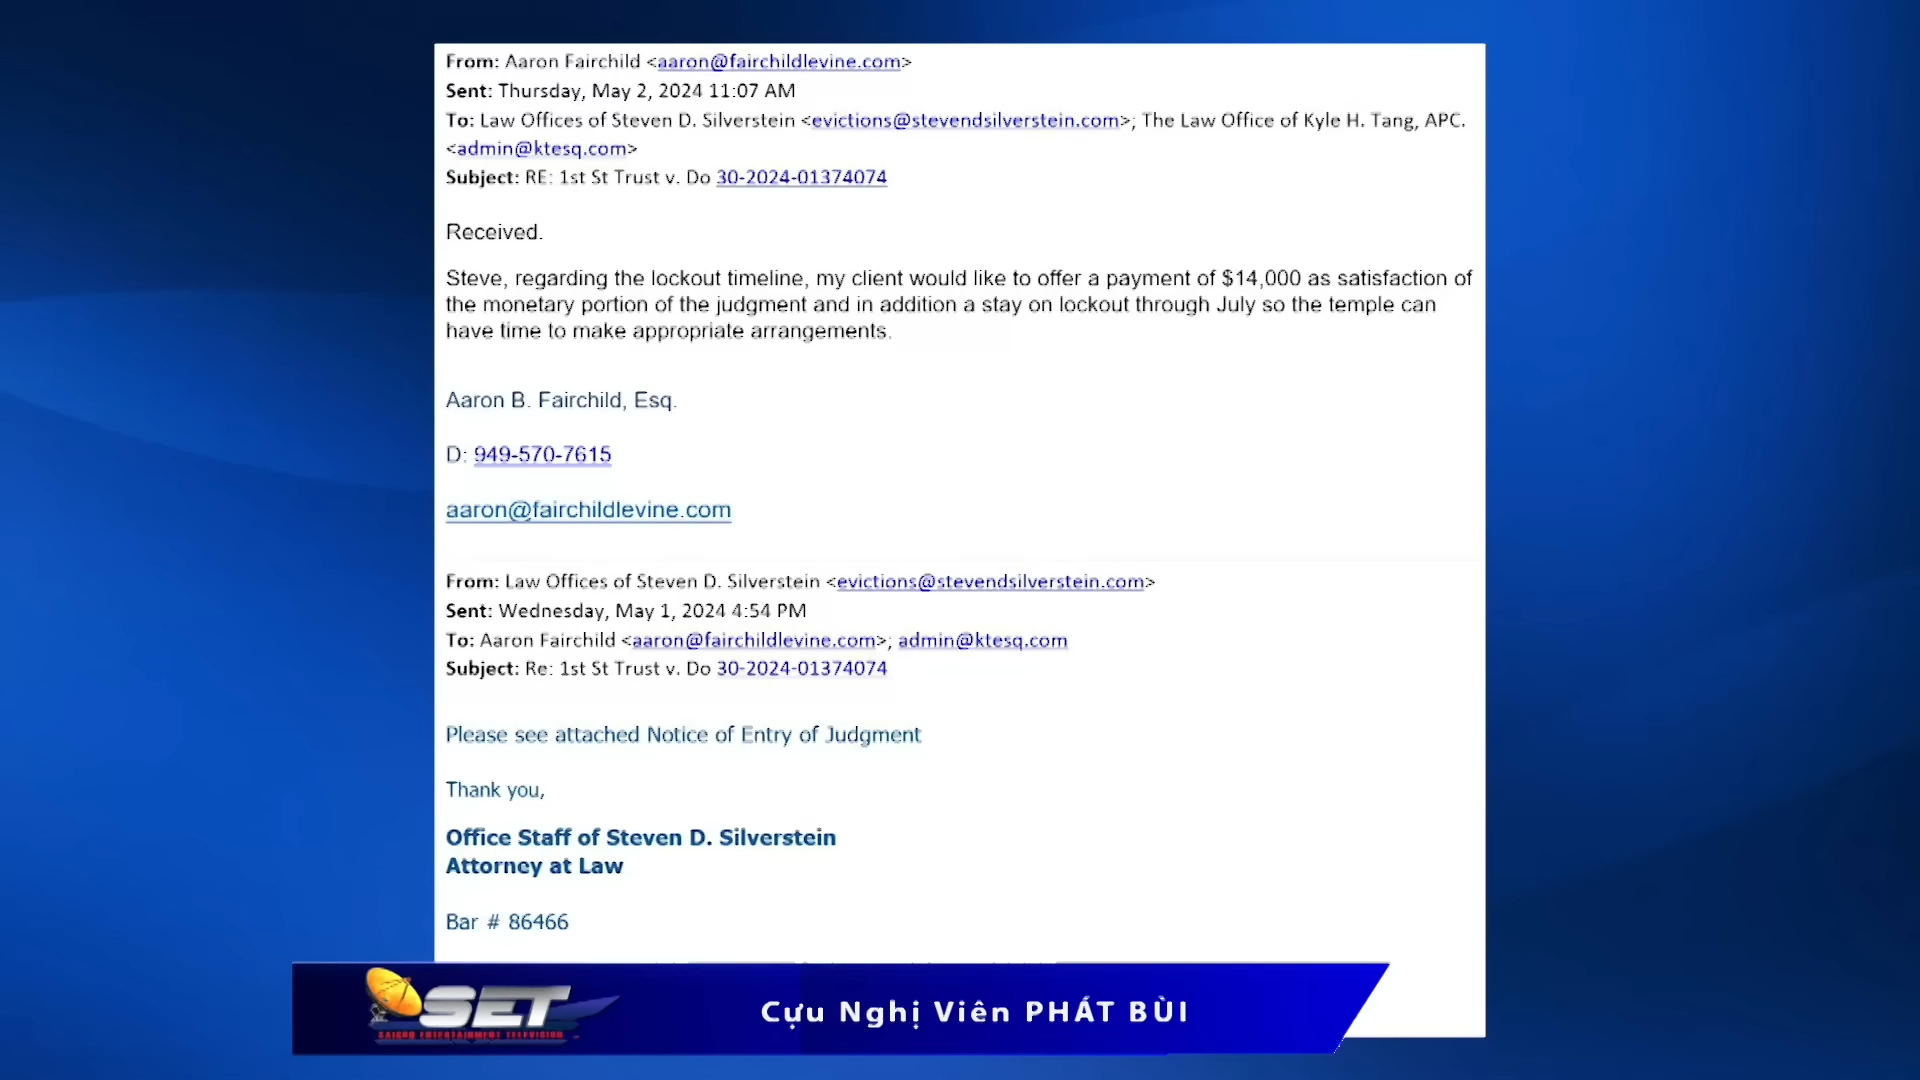 From: Aaron Fairchild <aaron@fairchildlevine.com>
Sent: Thursday, May 2, 2024 11:07 AM
To: Law Offices of Steven D. Silverstein <evictions@stevendsilverstein.com>; The Law Office of Kyle H. Tang, APC.
<admin@ktesq.com>
Subject: RE: 1st St Trust v. Do 30-2024-01374074
Received.
Steve, regarding the lockout timeline, my client would like to offer a payment of $14,000 as satisfaction of
the monetary portion of the judgment and in addition a stay on lockout through July so the temple can
have time to make appropriate arrangements.
Aaron B. Fairchild, Esq.
D: 949-570-7615
aaron@fairchildlevine.com
From: Law Offices of Steven D. Silverstein <evictions@stevendsilverstein.com>
Sent: Wednesday, May 1, 2024 4:54 PM
To: Aaron Fairchild <aaron@fairchildlevine.com>; admin@ktesq.com
Subject: Re: 1st St Trust v. Do 30-2024-01374074
Please see attached Notice of Entry of Judgment
Thank you,
Office Staff of Steven D. Silverstein
Attorney at Law
Bar # 86466
SET
SAIGON ENTERTAINMENT TELEVISION
Cựu Nghị Viên PHÁT BÙI